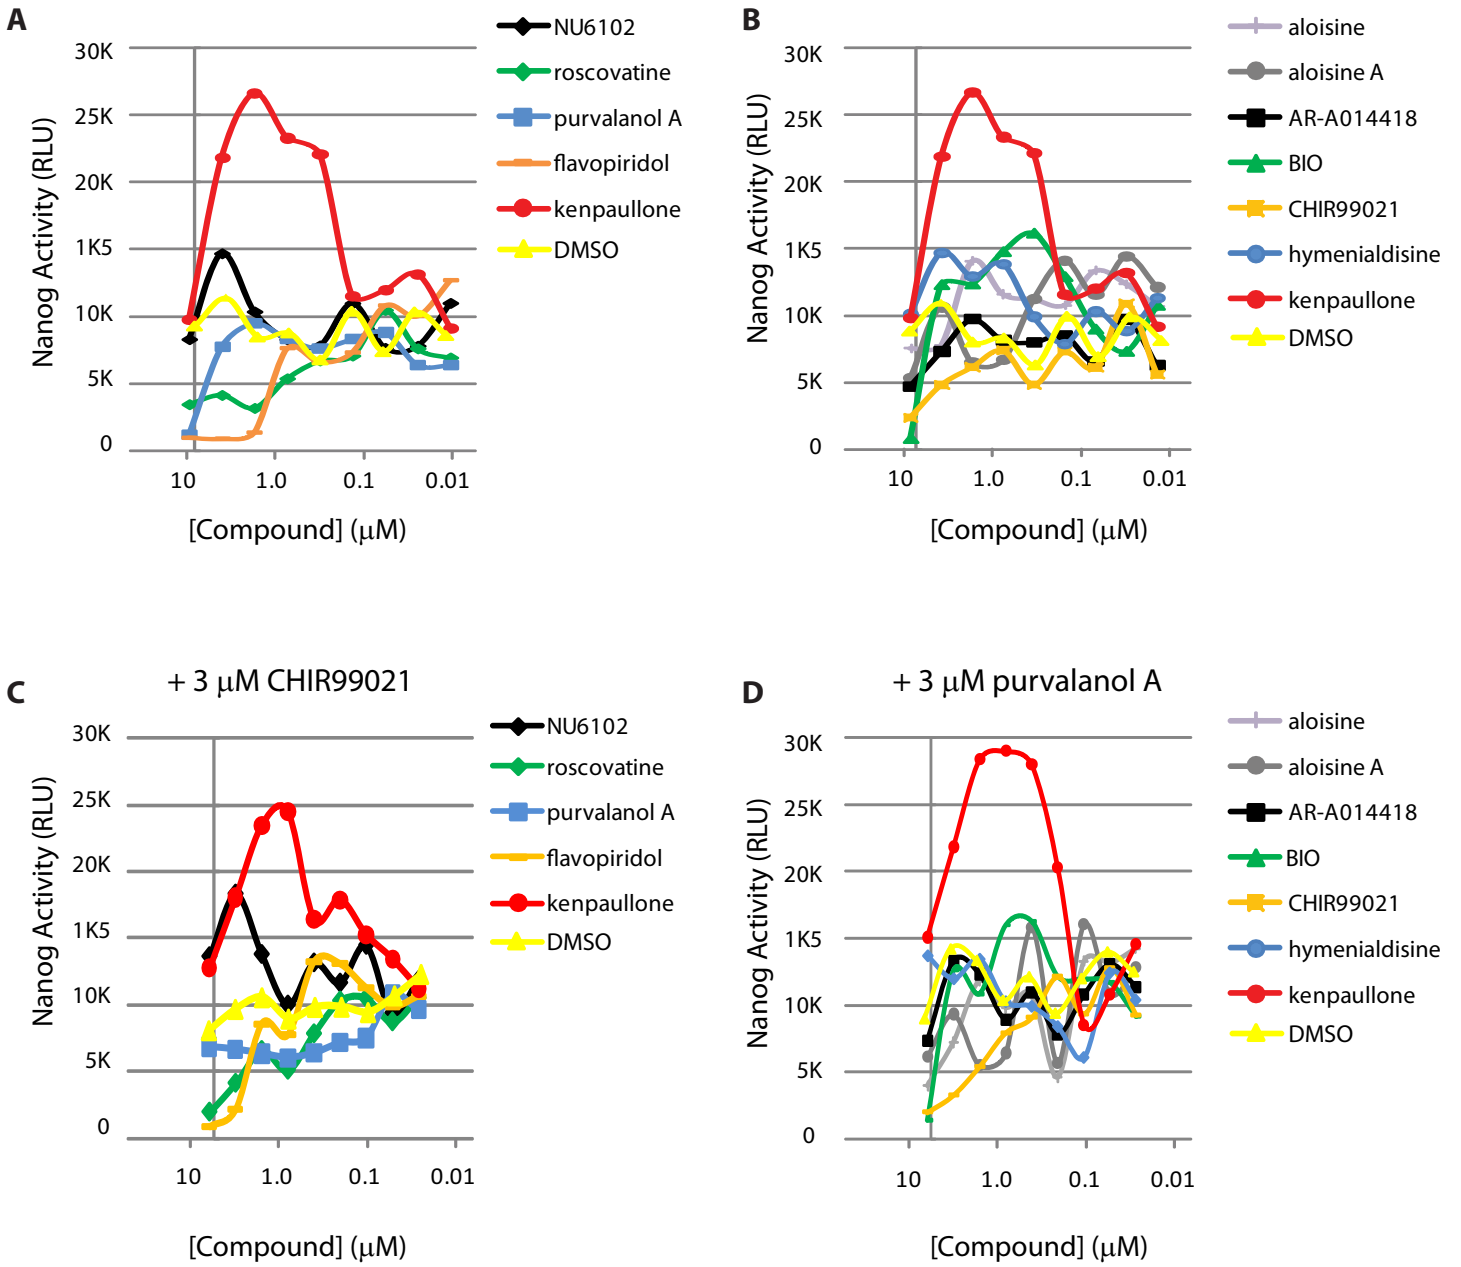 A
NU6102
roscovatine
purvalanol A
flavopiridol
kenpaullone
DMSO
30K
25K
20K
1K5
10K
5K
0
Nanog Activity (RLU)
10 1.0 0.1 0.01
[Compound] (μM)
B
aloisine
aloisine A
AR-A014418
BIO
CHIR99021
hymenialdisine
kenpaullone
DMSO
30K
25K
20K
1K5
10K
5K
0
Nanog Activity (RLU)
10 1.0 0.1 0.01
[Compound] (μM)
C
+ 3 μM CHIR99021
NU6102
roscovatine
purvalanol A
flavopiridol
kenpaullone
DMSO
30K
25K
20K
1K5
10K
5K
0
Nanog Activity (RLU)
10 1.0 0.1 0.01
[Compound] (μM)
D
+ 3 μM purvalanol A
aloisine
aloisine A
AR-A014418
BIO
CHIR99021
hymenialdisine
kenpaullone
DMSO
30K
25K
20K
1K5
10K
5K
0
Nanog Activity (RLU)
10 1.0 0.1 0.01
[Compound] (μM)